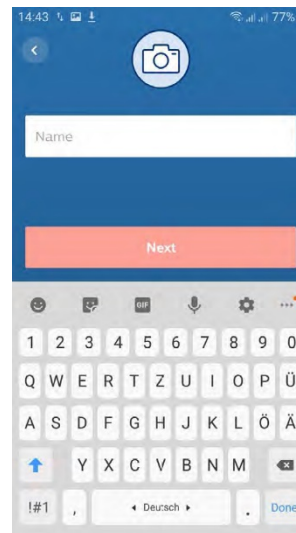 14:43 77%
Name
Next
GIF
1 2 3 4 5 6 7 8 9 0
Q W E R T Z U I O P Ü
A S D F G H J K L Ö Ä
Y X C V B N M
!#1 , Deutsch . Done